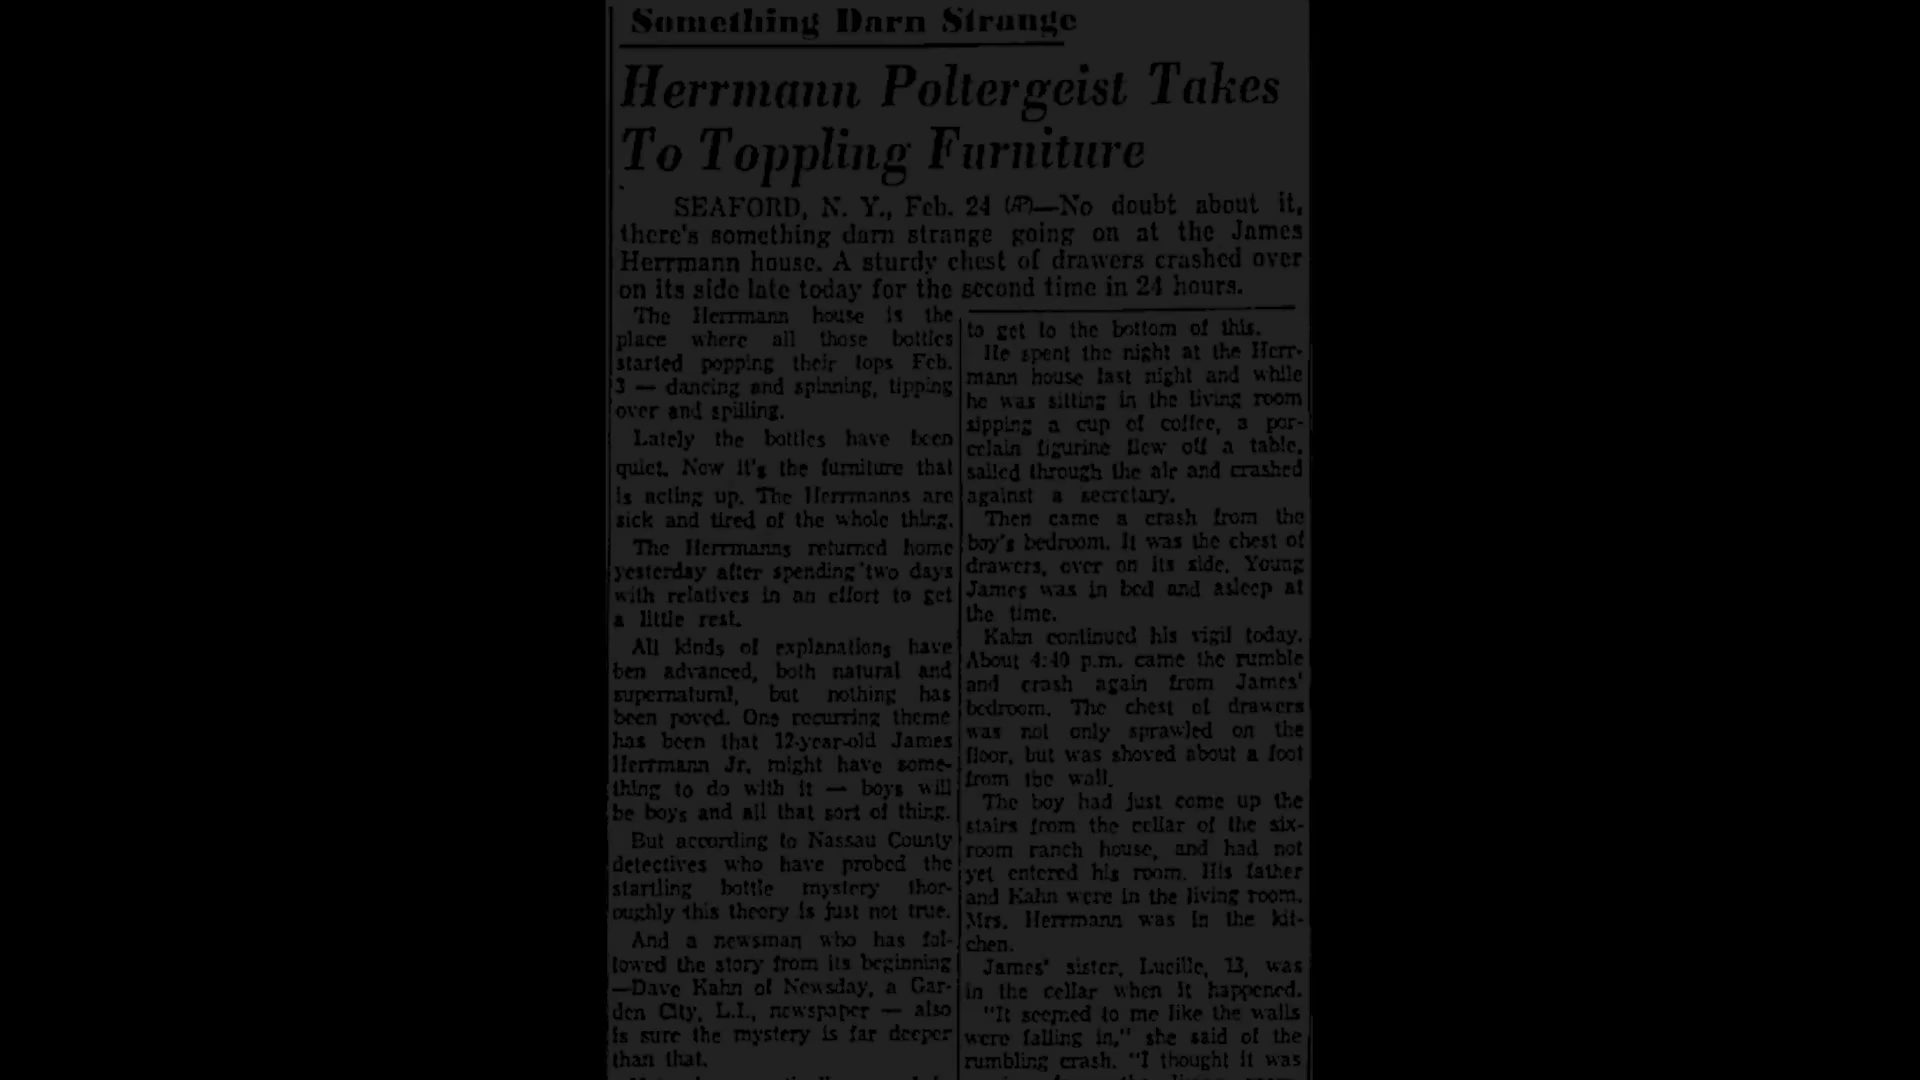 Something Darn Strange
Herrmann Poltergeist Takes
To Toppling Furniture
SEAFORD, N. Y., Feb. 24 (AP)—No doubt about it,
there's something darn strange going on at the James
Herrmann house. A sturdy chest of drawers crashed over
on its side late today for the second time in 24 hours.
The Herrmann house is the
place where all those bottles
started popping their tops Feb.
3 — dancing and spinning, tipping
over and spilling.
Lately the bottles have been
quiet. Now it's the furniture that
is acting up. The Herrmanns are
sick and tired of the whole thing.
The Herrmanns returned home
yesterday after spending two days
with relatives in an effort to get
a little rest.
All kinds of explanations have
ben advanced, both natural and
supernatural, but nothing has
been poved. One recurring theme
has been that 12-year-old James
Herrmann Jr. might have some-
thing to do with it — boys will
be boys and all that sort of thing.
But according to Nassau County
detectives who have probed the
startling bottle mystery thor-
oughly this theory is just not true.
And a newsman who has fol-
lowed the story from its beginning
—Dave Kahn of Newsday, a Gar-
den City, L.I., newspaper — also
is sure the mystery is far deeper
than that.
to get to the bottom of this.
He spent the night at the Herr-
mann house last night and while
he was sitting in the living room
sipping a cup of coffee, a por-
celain figurine flew off a table,
sailed through the air and crashed
against a secretary.
Then came a crash from the
boy's bedroom. It was the chest of
drawers, over on its side. Young
James was in bed and asleep at
the time.
Kahn continued his vigil today.
About 4:40 p.m. came the rumble
and crash again from James'
bedroom. The chest of drawers
was not only sprawled on the
floor, but was shoved about a foot
from the wall.
The boy had just come up the
stairs from the cellar of the six-
room ranch house, and had not
yet entered his room. His father
and Kahn were in the living room.
Mrs. Herrmann was in the kit-
chen.
James' sister, Lucille, 13, was
in the cellar when it happened.
"It seemed to me like the walls
were falling in," she said of the
rumbling crash. "I thought it was